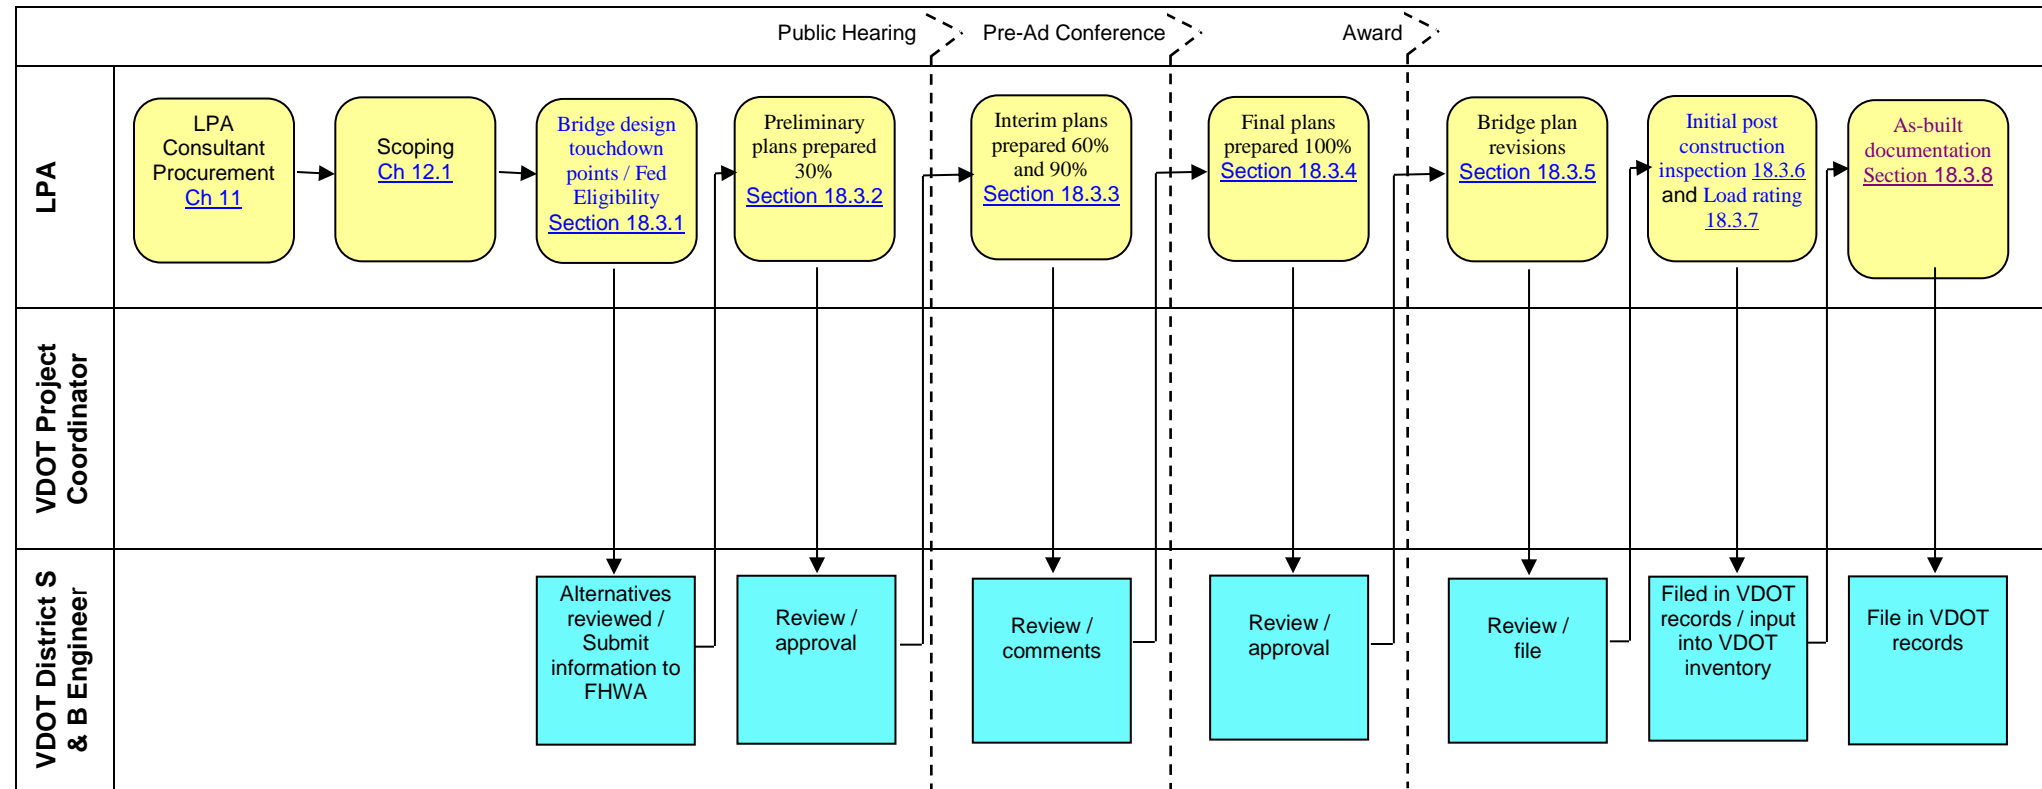 Public Hearing
Pre-Ad Conference
Award
LPA
LPA
Consultant
Procurement
Ch 11
Scoping
Ch 12.1
Bridge design
touchdown
points / Fed
Eligibility
Section 18.3.1
Preliminary
plans prepared
30%
Section 18.3.2
Interim plans
prepared 60%
and 90%
Section 18.3.3
Final plans
prepared 100%
Section 18.3.4
Bridge plan
revisions
Section 18.3.5
Initial post
construction
inspection 18.3.6
and Load rating
18.3.7
As-built
documentation
Section 18.3.8
VDOT Project
Coordinator
VDOT District S
& B Engineer
Alternatives
reviewed /
Submit
information to
FHWA
Review /
approval
Review /
comments
Review /
approval
Review /
file
Filed in VDOT
records / input
into VDOT
inventory
File in VDOT
records